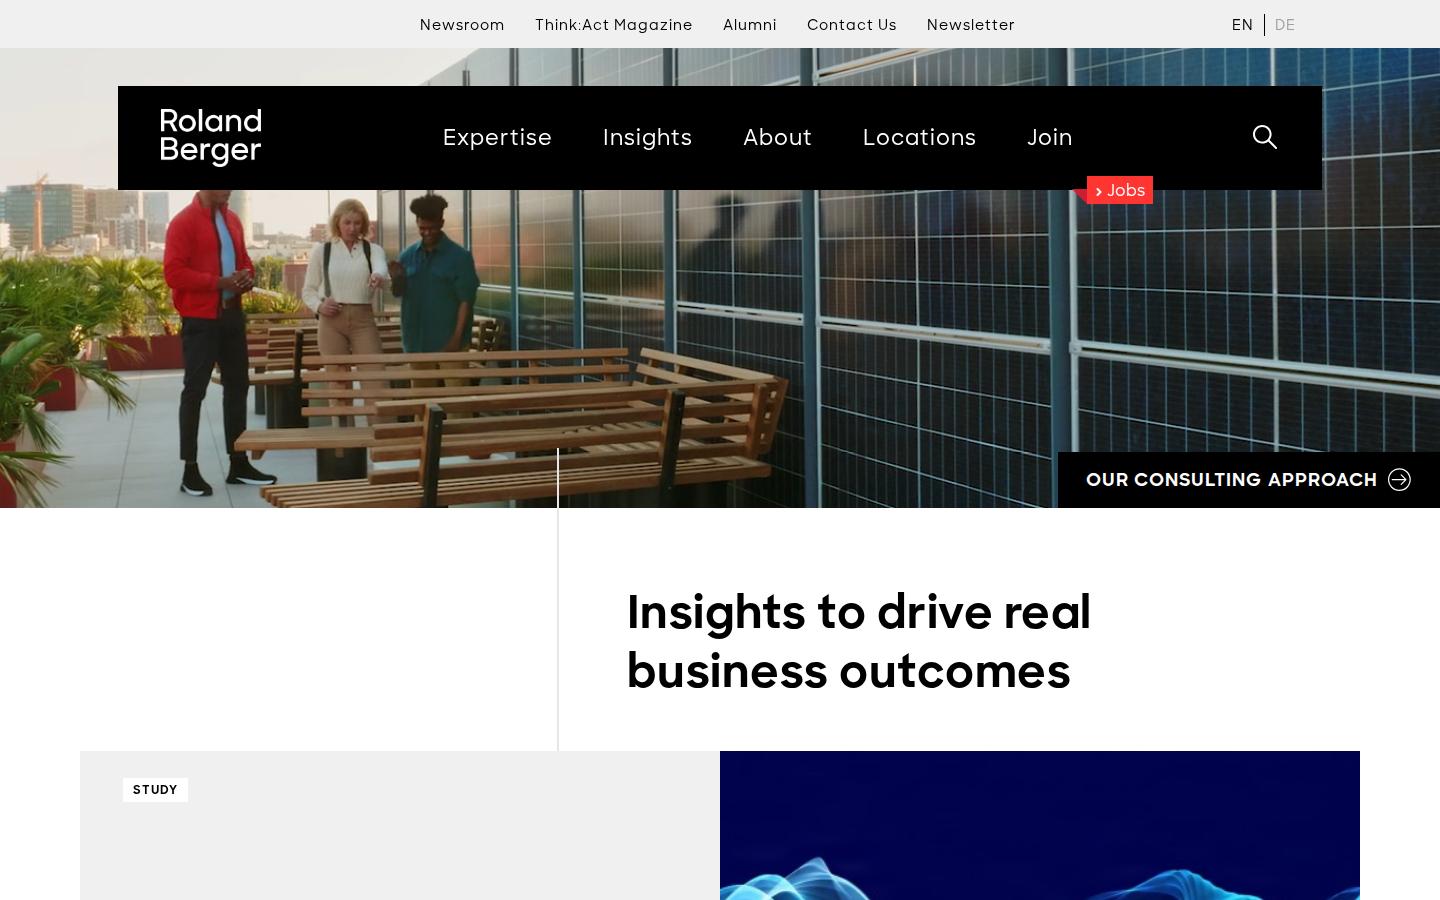 Newsroom Think:Act Magazine Alumni Contact Us Newsletter EN DE
Roland
Berger
Expertise Insights About Locations Join
› Jobs
OUR CONSULTING APPROACH
Insights to drive real
business outcomes
STUDY